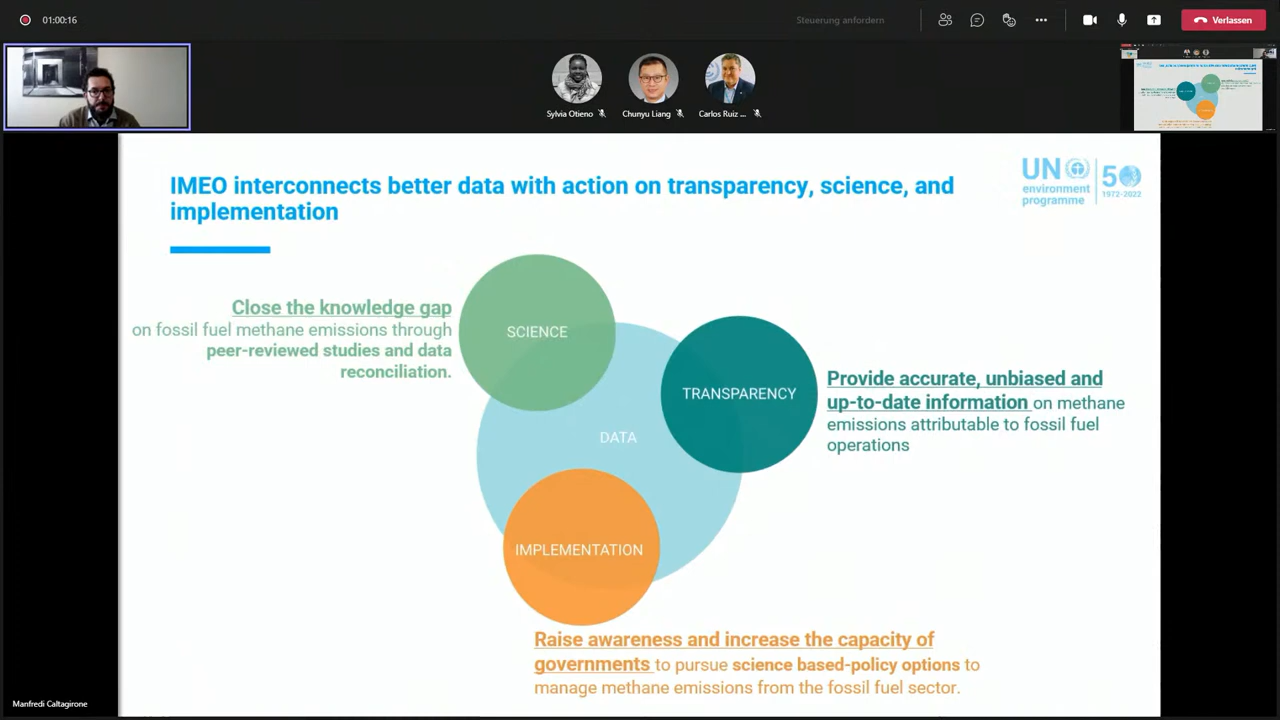 01:00:16
Steuerung anfordern
Verlassen
Sylvia Otieno
Chunyu Liang
Carlos Ruiz ...
IMEO interconnects better data with action on transparency, science, and
implementation
UN
environment
programme
50
1972-2022
Close the knowledge gap
on fossil fuel methane emissions through
peer-reviewed studies and data
reconciliation.
SCIENCE
TRANSPARENCY
Provide accurate, unbiased and
up-to-date information on methane
emissions attributable to fossil fuel
operations
DATA
IMPLEMENTATION
Raise awareness and increase the capacity of
governments to pursue science based-policy options to
manage methane emissions from the fossil fuel sector.
Manfredi Caltagirone